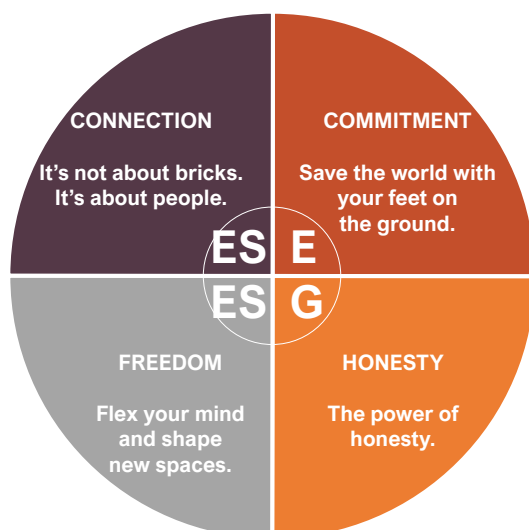 CONNECTION
It's not about bricks.
It's about people.
COMMITMENT
Save the world with
your feet on
the ground.
ES
E
ES
G
FREEDOM
Flex your mind
and shape
new spaces.
HONESTY
The power of
honesty.